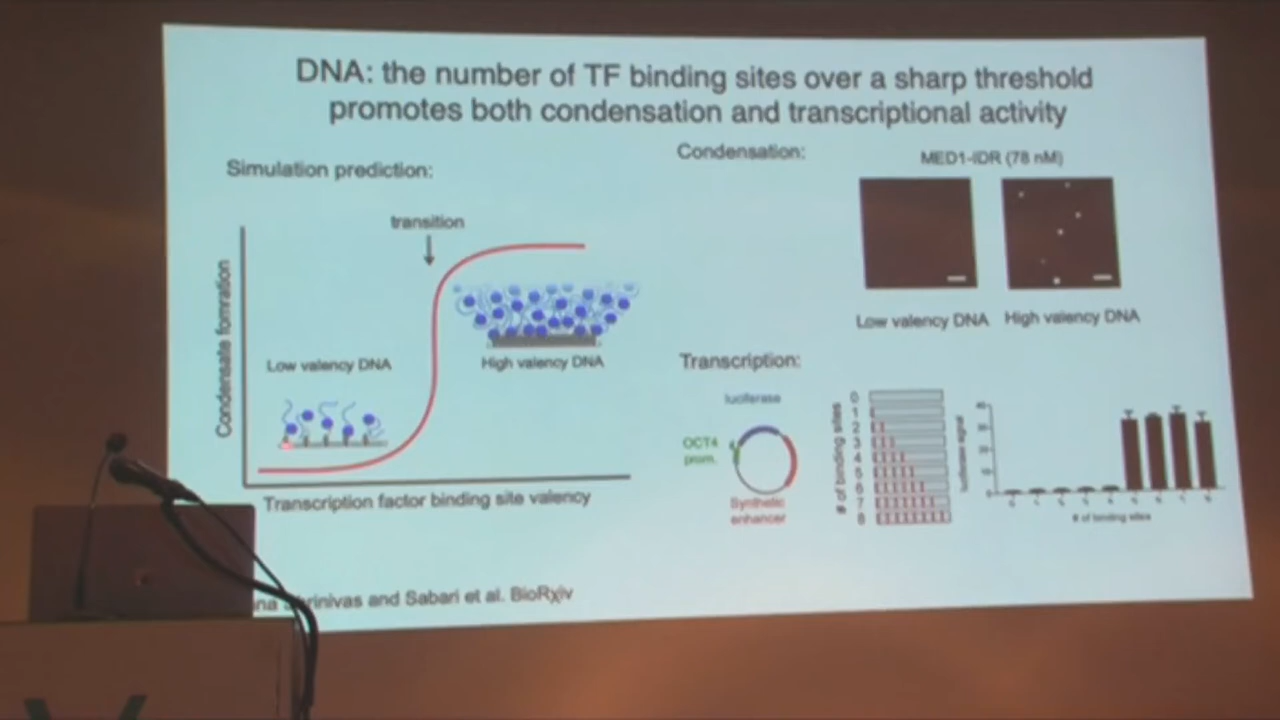 DNA: the number of TF binding sites over a sharp threshold
promotes both condensation and transcriptional activity
Simulation prediction:
transition
Condensate fomration
Low valency DNA
High valency DNA
Transcription factor binding site valency
Condensation:
MED1-IDR (78 nM)
Low valency DNA
High valency DNA
Transcription:
luciferase
OCT4
prom.
Synthetic
enhancer
# of binding sites
0
1
2
3
4
5
6
7
8
luciferase signal
# of binding sites
rinivas and Sabari et al. BioRxiv